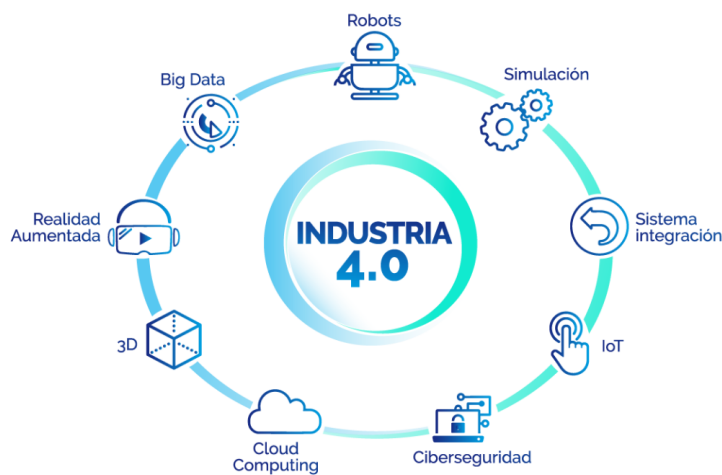 Robots
Simulación
Big Data
Sistema
integración
Realidad
Aumentada
INDUSTRIA
4.0
3D
IoT
Cloud
Computing
Ciberseguridad